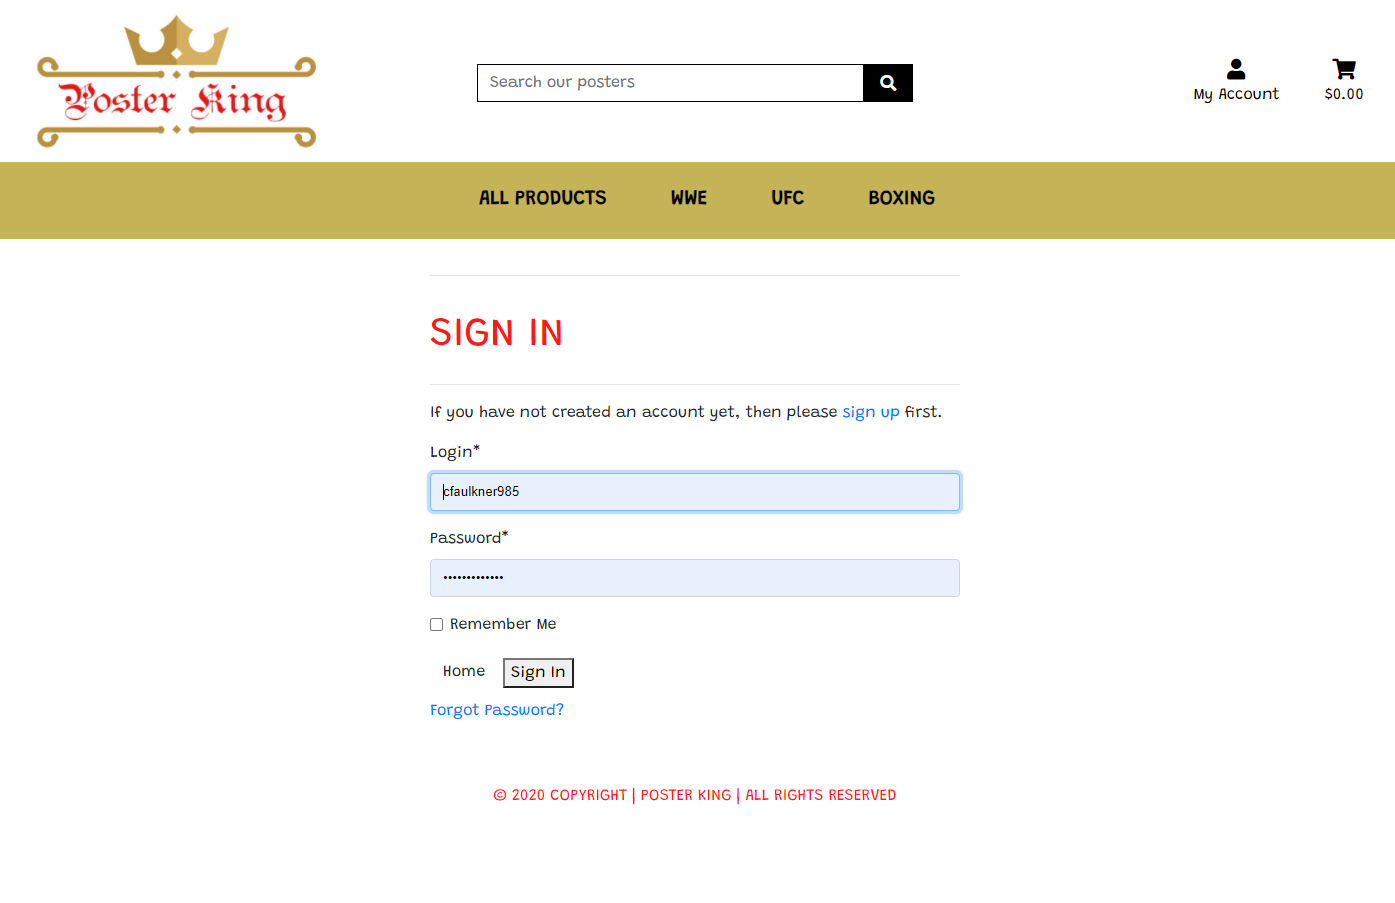 Poster King
Search our posters
My Account
$0.00
ALL PRODUCTS WWE UFC BOXING
SIGN IN
If you have not created an account yet, then please sign up first.
Login*
cfaulkner985
Password*
•••••••••••••
Remember Me
Home Sign In
Forgot Password?
© 2020 COPYRIGHT | POSTER KING | ALL RIGHTS RESERVED